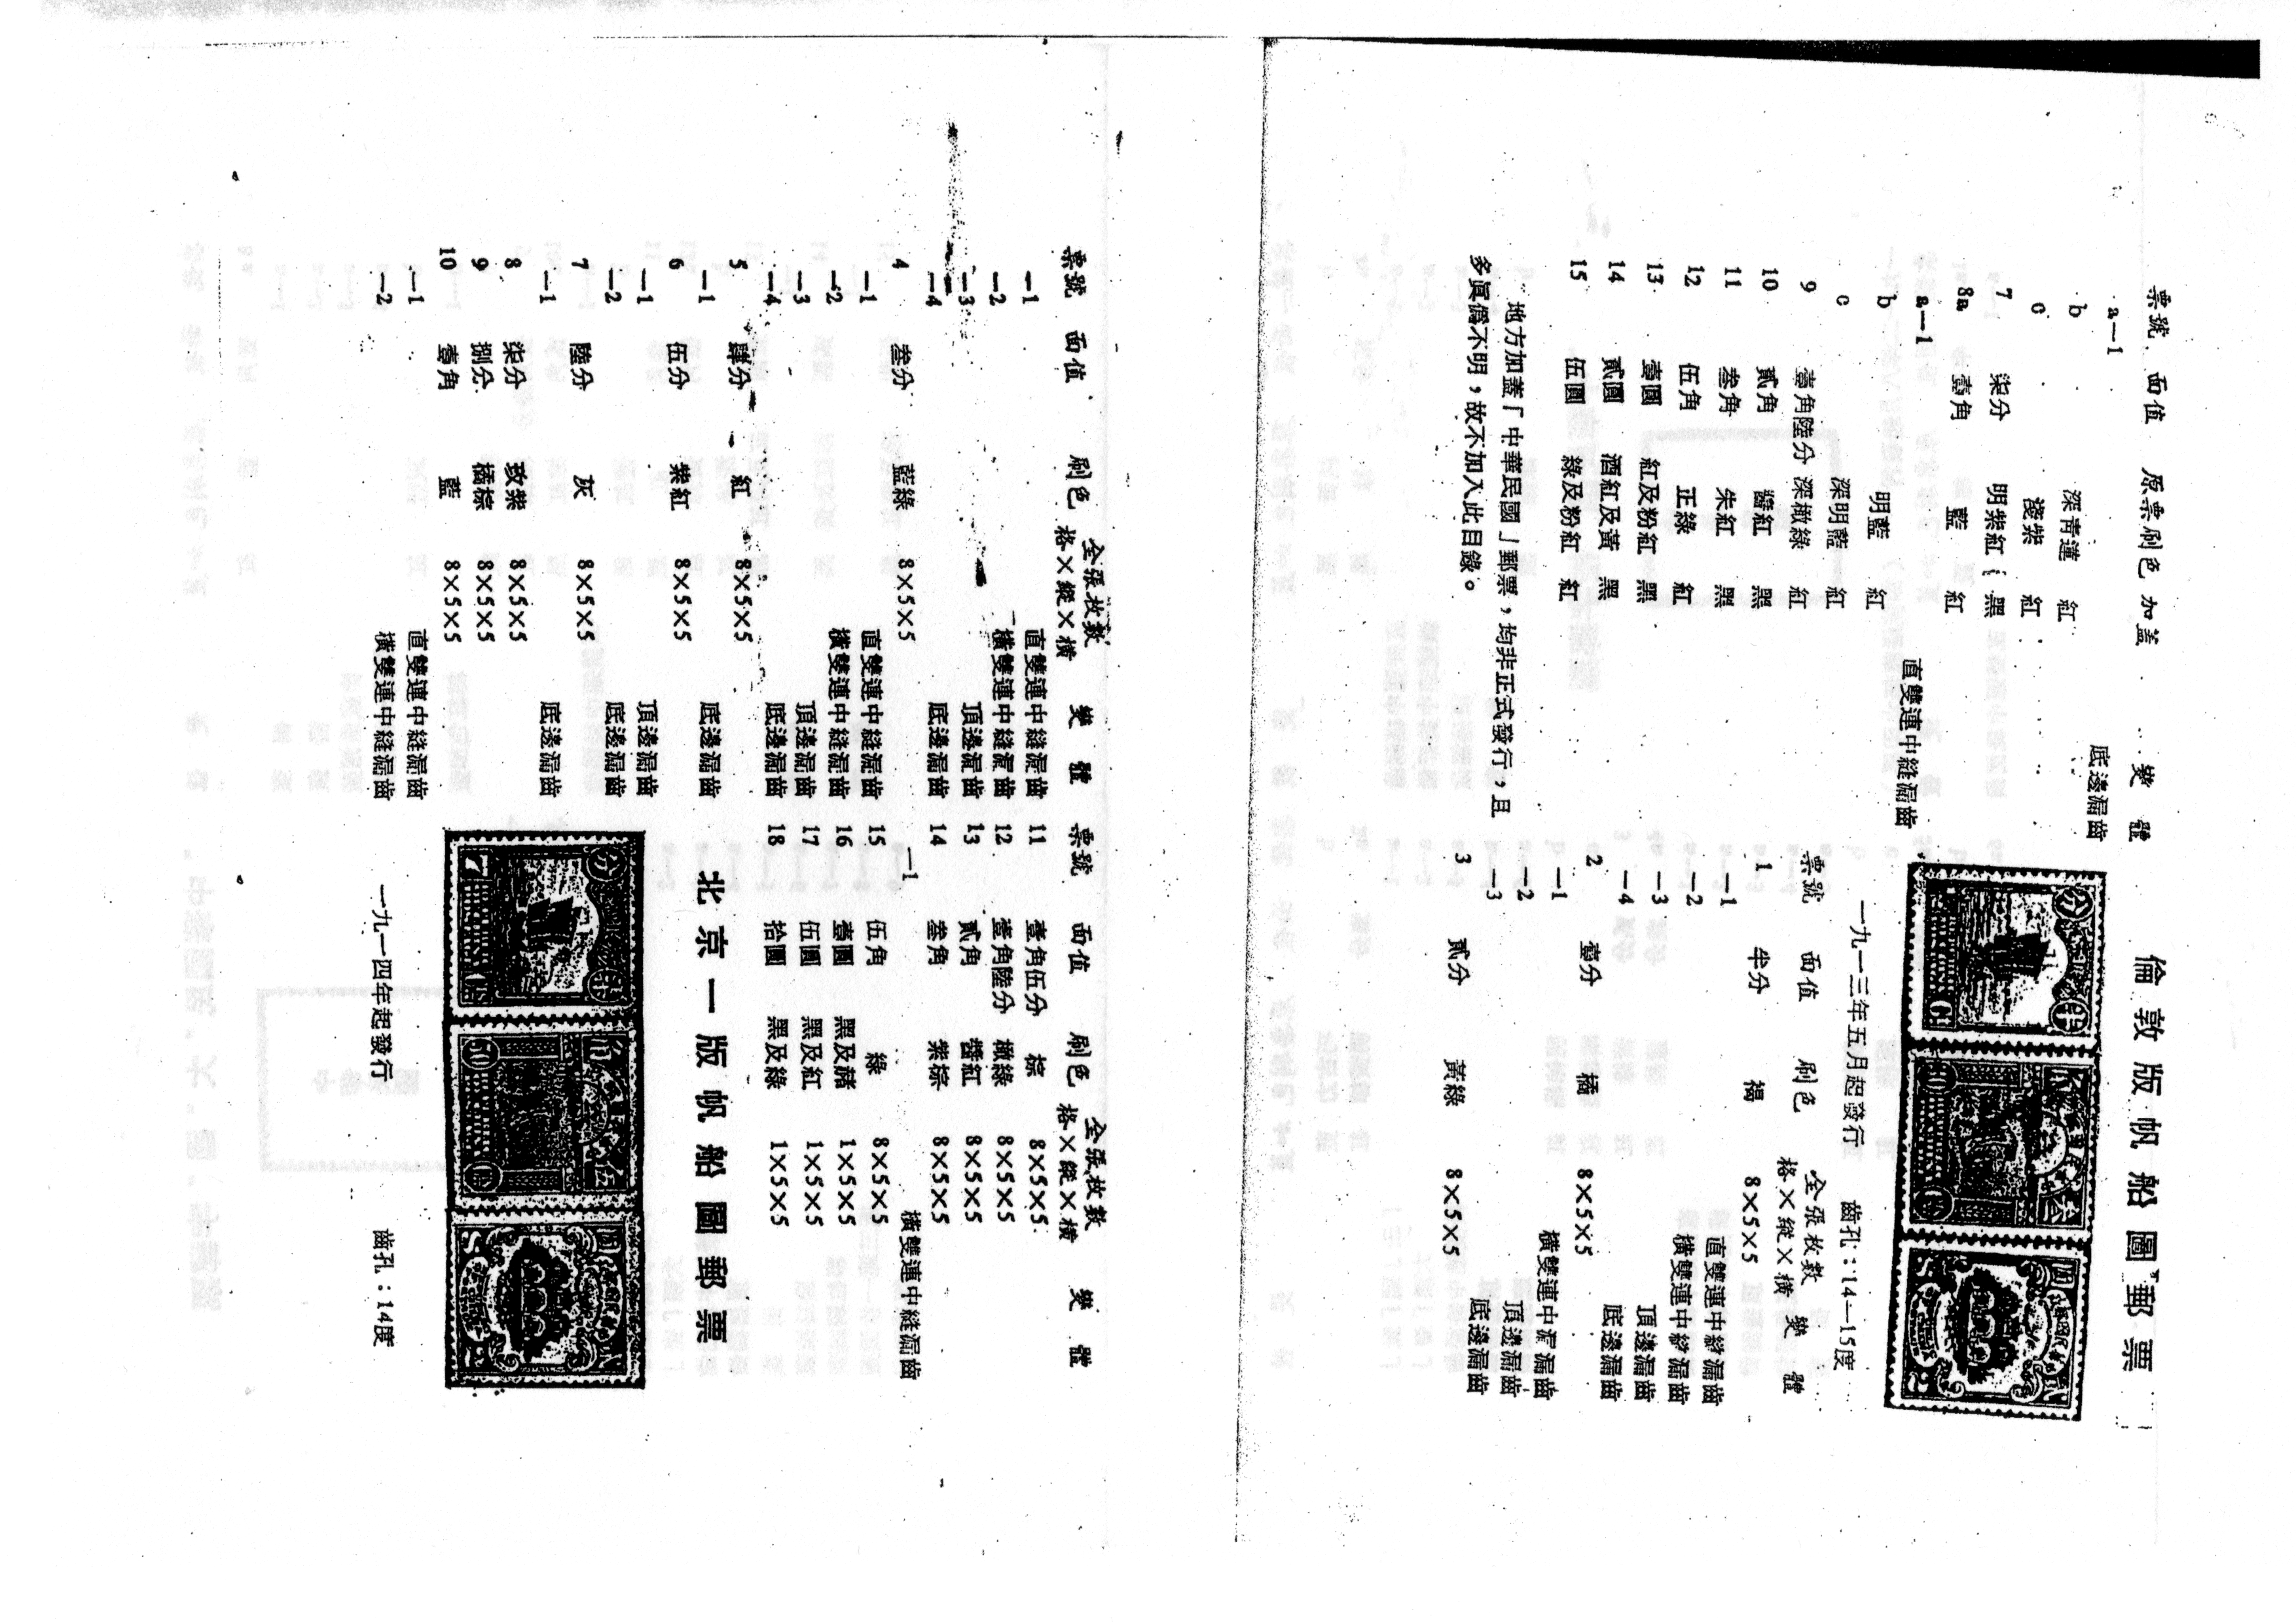 票號 面值 原票刷色 加蓋 變體
a—1 底邊漏齒
b 深青蓮 紅
c 淺紫 紅
7 柒分 明紫紅{黑
8a 壹角 藍 紅
a—1 直雙連中縫漏齒
b 明藍 紅
c 深明藍 紅
9 壹角陸分 深橄綠 紅
10 貳角 醬紅 黑
11 叁角 朱紅 黑
12 伍角 正綠 紅
13 壹圓 紅及粉紅 黑
14 貳圓 酒紅及黃 黑
15 伍圓 綠及粉紅 紅
地方加蓋「中華民國」郵票，均非正式發行，且
多眞僞不明，故不加入此目錄。
倫敦版帆船圖郵票
一九一三年五月起發行 齒孔：14—15度
票號 面值 刷色 全張枚數 格×縱×橫 變體
1 半分 褐 8×5×5
—1 直雙連中縫漏齒
—2 橫雙連中縫漏齒
—3 頂邊漏齒
—4 底邊漏齒
2 壹分 橘 8×5×5
—1 橫雙連中漏漏齒
—2 頂邊漏齒
—3 底邊漏齒
3 貳分 黃綠 8×5×5
票號 面值 刷色 全張枚數 格×縱×橫 變體
—1 直雙連中縫漏齒
—2 橫雙連中縫漏齒
—3 頂邊漏齒
—4 底邊漏齒
4 叁分 藍綠 8×5×5
—1 直雙連中縫漏齒
—2 橫雙連中縫漏齒
—3 頂邊漏齒
—4 底邊漏齒
5 肆分 紅 8×5×5
—1 底邊漏齒
6 伍分 紫紅 8×5×5
—1 頂邊漏齒
—2 底邊漏齒
7 陸分 灰 8×5×5
—1 底邊漏齒
8 柒分 玫紫 8×5×5
9 捌分 橘棕 8×5×5
10 壹角 藍 8×5×5
—1 直雙連中縫漏齒
—2 橫雙連中縫漏齒
票號 面值 刷色 全張枚數 格×縱×橫 變體
11 壹角伍分 棕 8×5×5
12 壹角陸分 橄綠 8×5×5
13 貳角 醬紅 8×5×5
14 叁角 紫棕 8×5×5
—1 橫雙連中縫漏齒
15 伍角 綠 8×5×5
16 壹圓 黑及赭 1×5×5
17 伍圓 黑及紅 1×5×5
18 拾圓 黑及綠 1×5×5
北京一版帆船圖郵票
一九一四年起發行 齒孔：14度